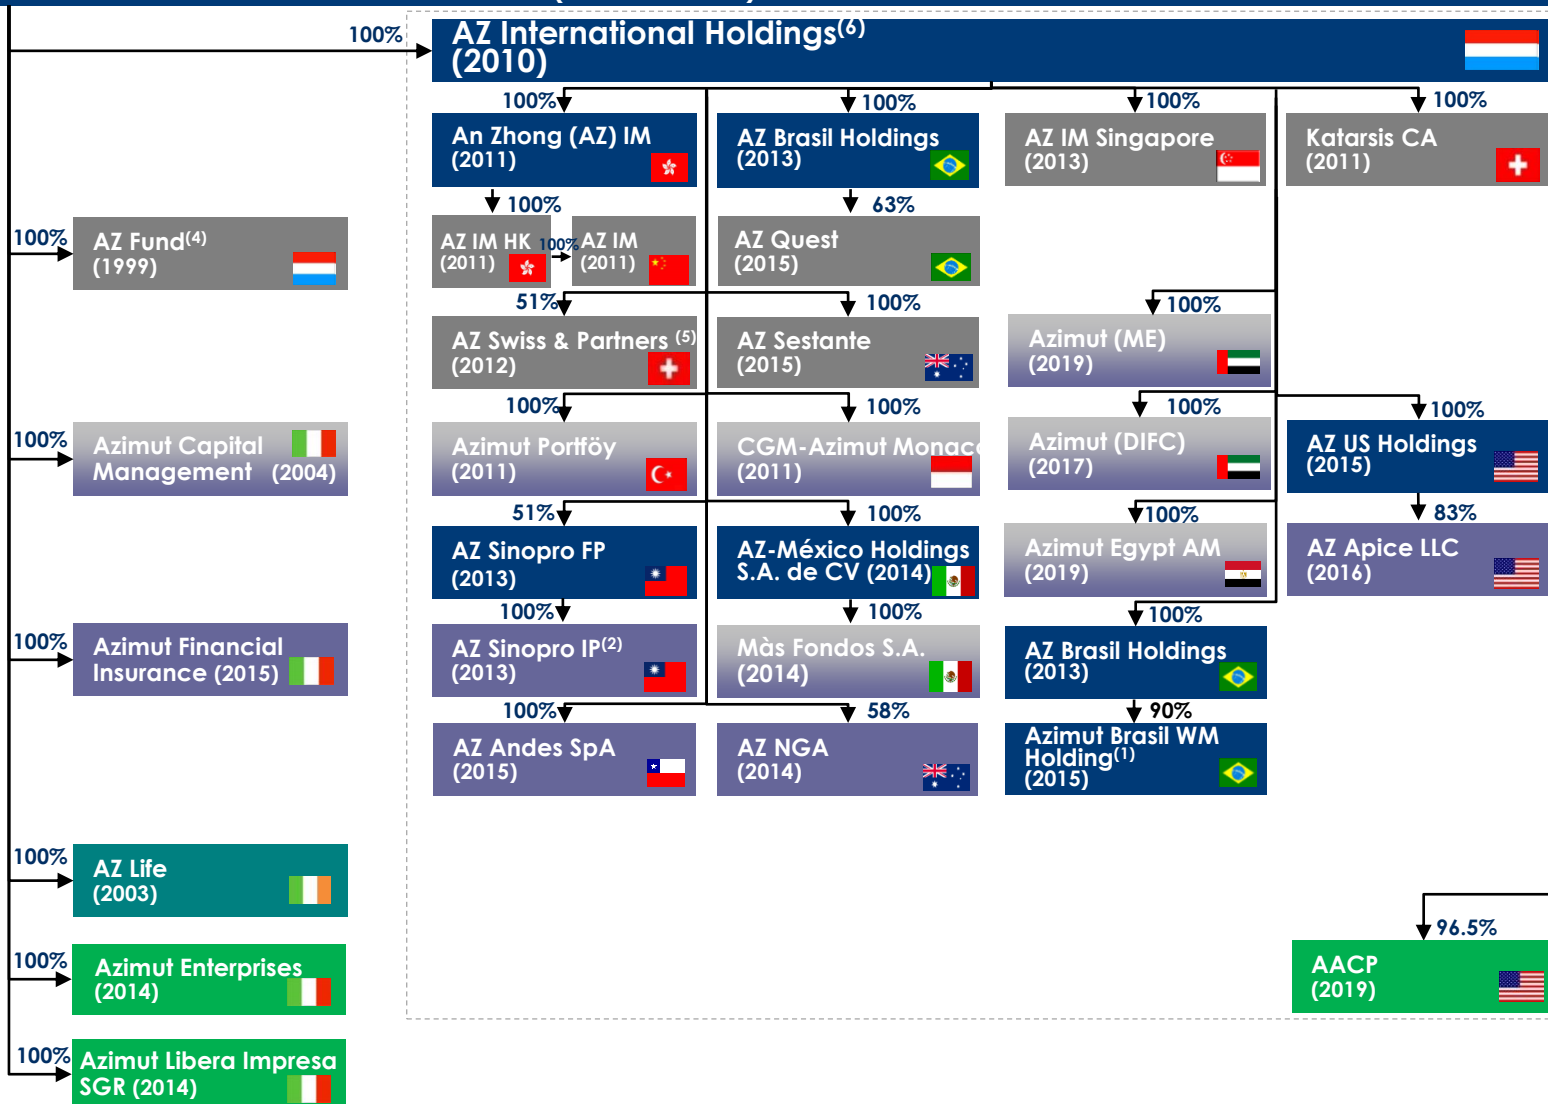 100%
AZ International Holdings(6)
(2010)
100%
An Zhong (AZ) IM
(2011)
100%
AZ Brasil Holdings
(2013)
100%
AZ IM Singapore
(2013)
100%
Katarsis CA
(2011)
100%
AZ Fund(4)
(1999)
100%
AZ IM HK
(2011)
100%
AZ IM
(2011)
63%
AZ Quest
(2015)
51%
AZ Swiss & Partners (5)
(2012)
100%
AZ Sestante
(2015)
100%
Azimut (ME)
(2019)
100%
Azimut Capital
Management (2004)
100%
Azimut Portföy
(2011)
100%
CGM-Azimut Monaco
(2011)
100%
Azimut (DIFC)
(2017)
100%
AZ US Holdings
(2015)
51%
AZ Sinopro FP
(2013)
100%
AZ-México Holdings
S.A. de CV (2014)
100%
Azimut Egypt AM
(2019)
83%
AZ Apice LLC
(2016)
100%
Azimut Financial
Insurance (2015)
100%
AZ Sinopro IP(2)
(2013)
100%
Màs Fondos S.A.
(2014)
100%
AZ Brasil Holdings
(2013)
100%
AZ Andes SpA
(2015)
58%
AZ NGA
(2014)
90%
Azimut Brasil WM
Holding(1)
(2015)
100%
AZ Life
(2003)
100%
Azimut Enterprises
(2014)
96.5%
AACP
(2019)
100%
Azimut Libera Impresa
SGR (2014)